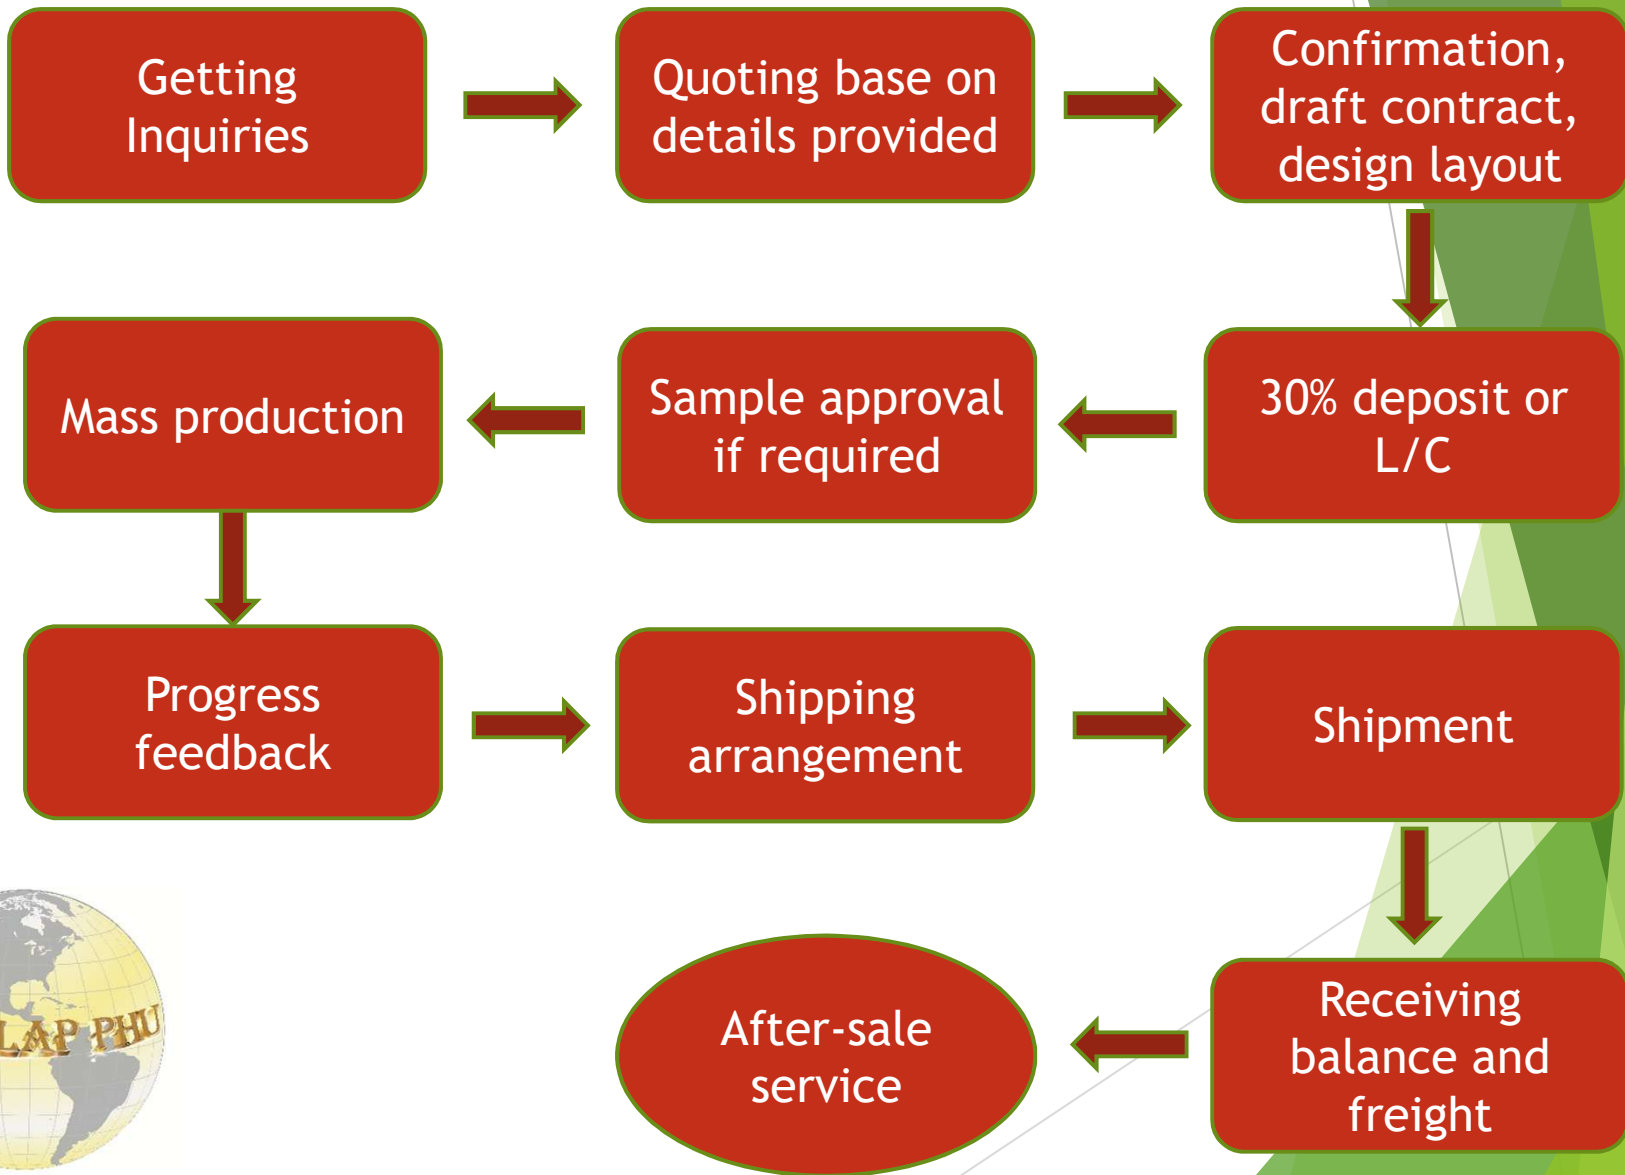 Getting
Inquiries
Quoting base on
details provided
Confirmation,
draft contract,
design layout
30% deposit or
L/C
Sample approval
if required
Mass production
Progress
feedback
Shipping
arrangement
Shipment
Receiving
balance and
freight
After-sale
service
LAP PHU